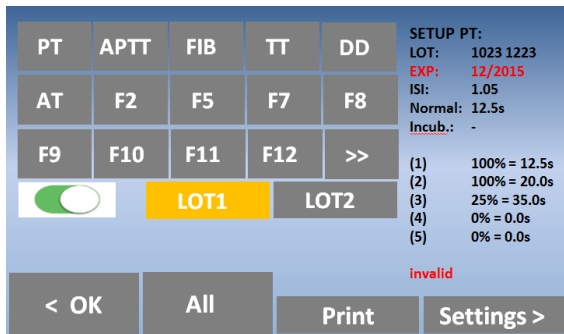 PT APTT FIB TT DD
AT F2 F5 F7 F8
F9 F10 F11 F12 >>
LOT1 LOT2
< OK All Print Settings >
SETUP PT:
LOT: 1023 1223
EXP: 12/2015
ISI: 1.05
Normal: 12.5s
Incub.: -
(1) 100% = 12.5s
(2) 100% = 20.0s
(3) 25% = 35.0s
(4) 0% = 0.0s
(5) 0% = 0.0s
invalid